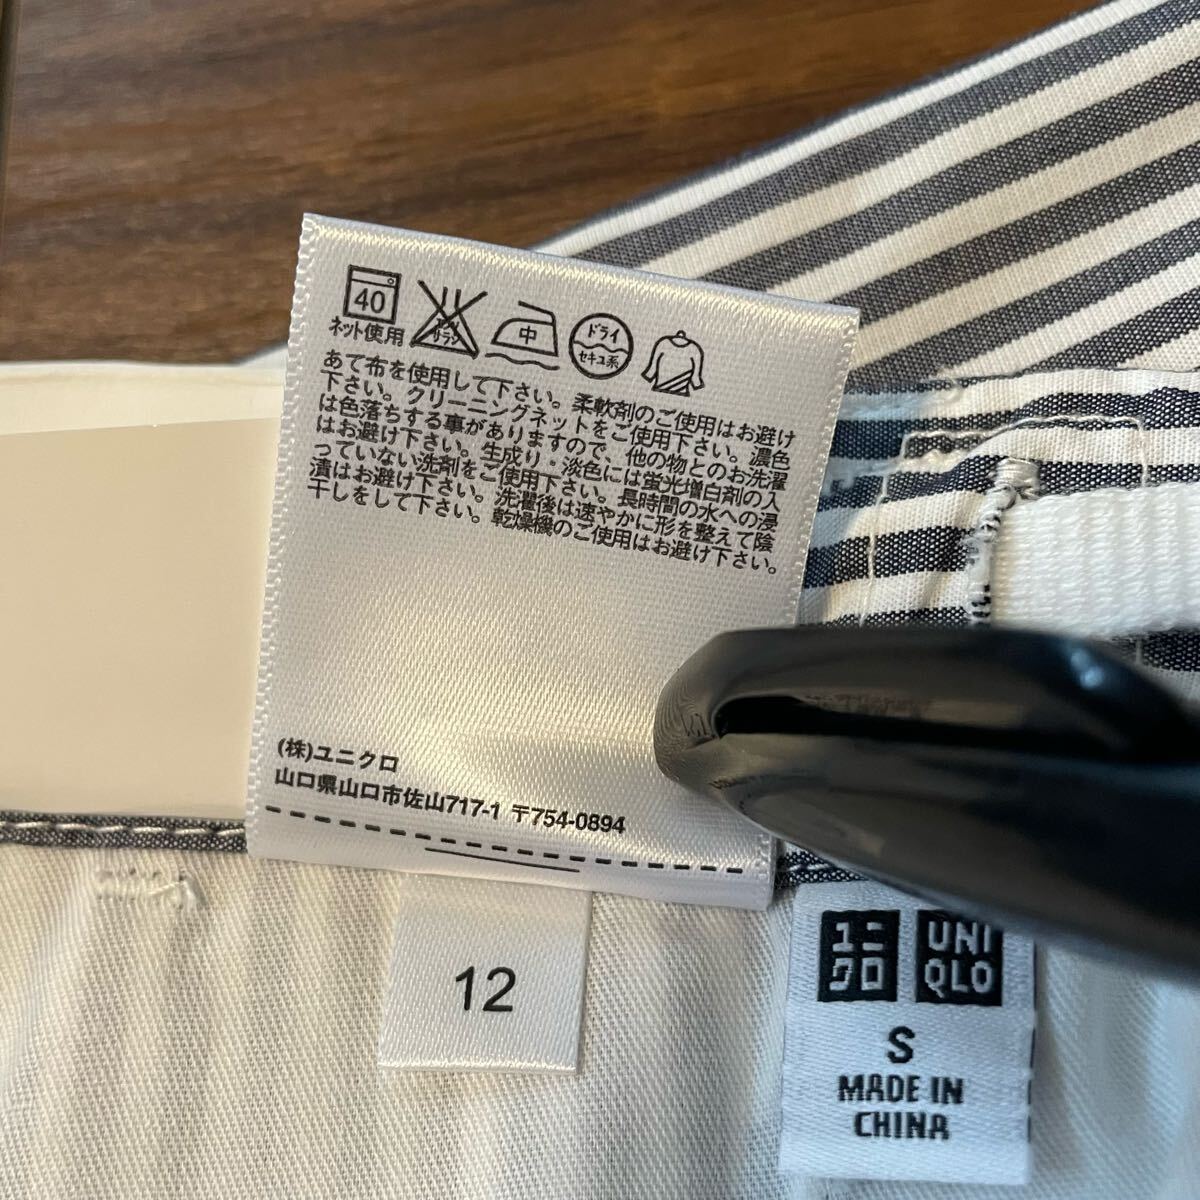 40
ネット使用
エンソ
サラシ
中
ドライ
セキユ系
あて布を使用して下さい。柔軟剤のご使用はお避け
下さい。クリーニングネットをご使用下さい。濃色
は色落ちする事がありますので、他の物とのお洗濯
はお避け下さい。生成り・淡色には蛍光増白剤の入
っていない洗剤をご使用下さい。長時間の水への浸
漬はお避け下さい。洗濯後は速やかに形を整えて陰
干しをして下さい。乾燥機のご使用はお避け下さい。
(株)ユニクロ
山口県山口市佐山717-1 〒754-0894
12
ユニ
クロ
UNI
QLO
S
MADE IN
CHINA